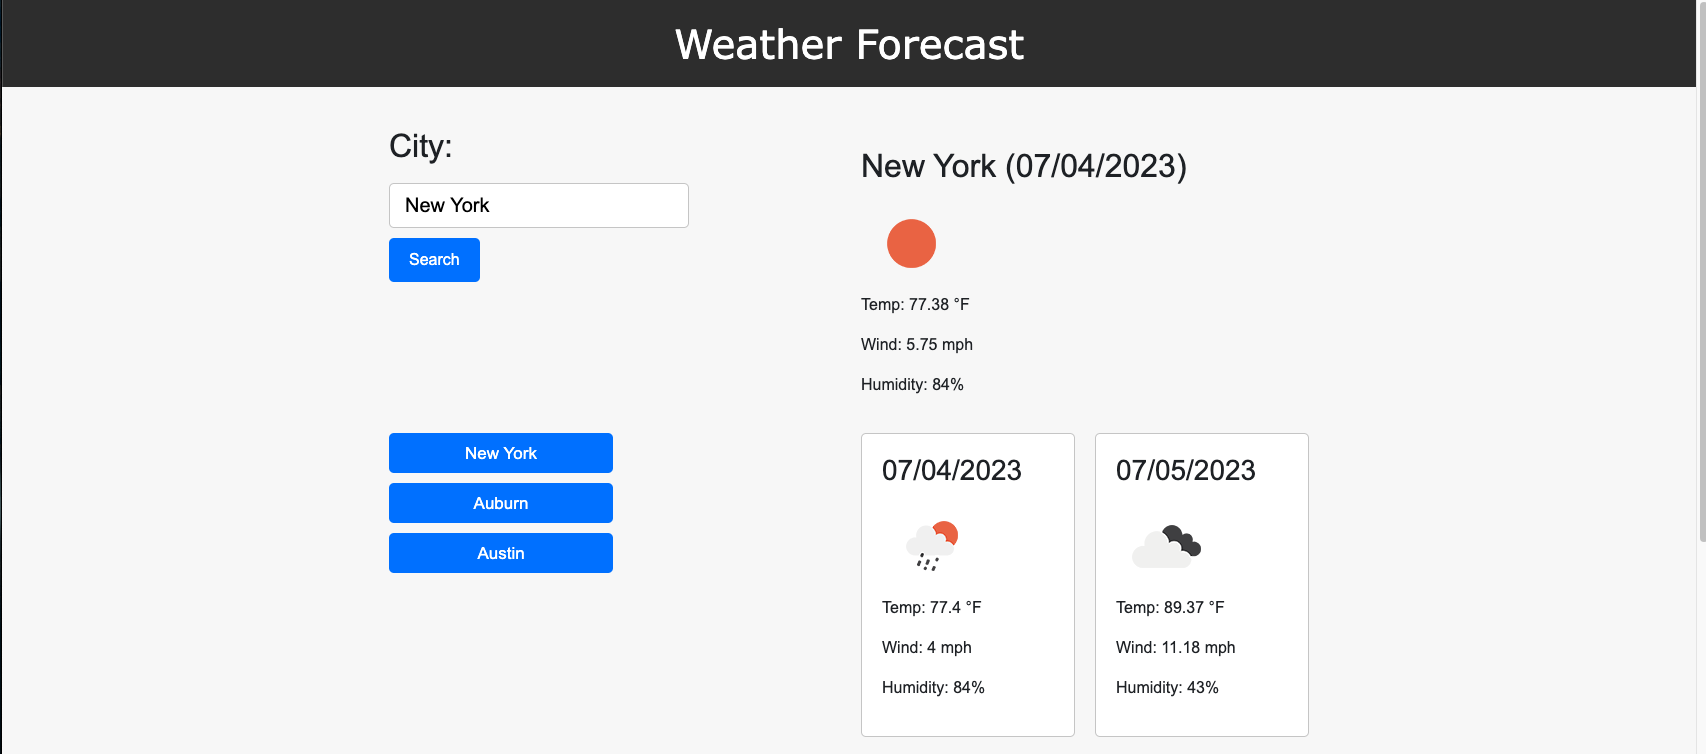 Weather Forecast
City:
New York
Search
New York
Auburn
Austin
New York (07/04/2023)
Temp: 77.38 °F
Wind: 5.75 mph
Humidity: 84%
07/04/2023
Temp: 77.4 °F
Wind: 4 mph
Humidity: 84%
07/05/2023
Temp: 89.37 °F
Wind: 11.18 mph
Humidity: 43%